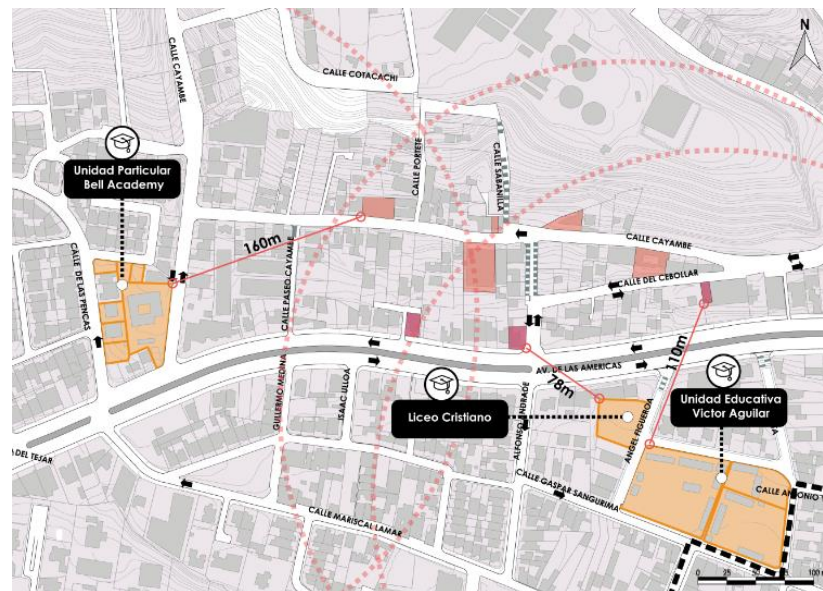 N
CALLE CAYAMBE
CALLE COTACACHI
Unidad Particular
Bell Academy
CALLE PORTETE
CALLE SABANILLA
160m
CALLE CAYAMBE
CALLE DE LAS PENCAS
CALLE PASEO CAYAMBE
CALLE DEL CEBOLLAR
AV. DE LAS AMERICAS
110m
78m
GUILLERMO MEDINA
ISAAC ULLOA
Liceo Cristiano
ALFONSO ANDRADE
ANGEL FIGUEROA
Unidad Educativa
Victor Aguilar
DEL TEJAR
CALLE GASPAR SANGURIMA
CALLE ANTONIO
CALLE MARISCAL LAMAR
0 25 50 75 100